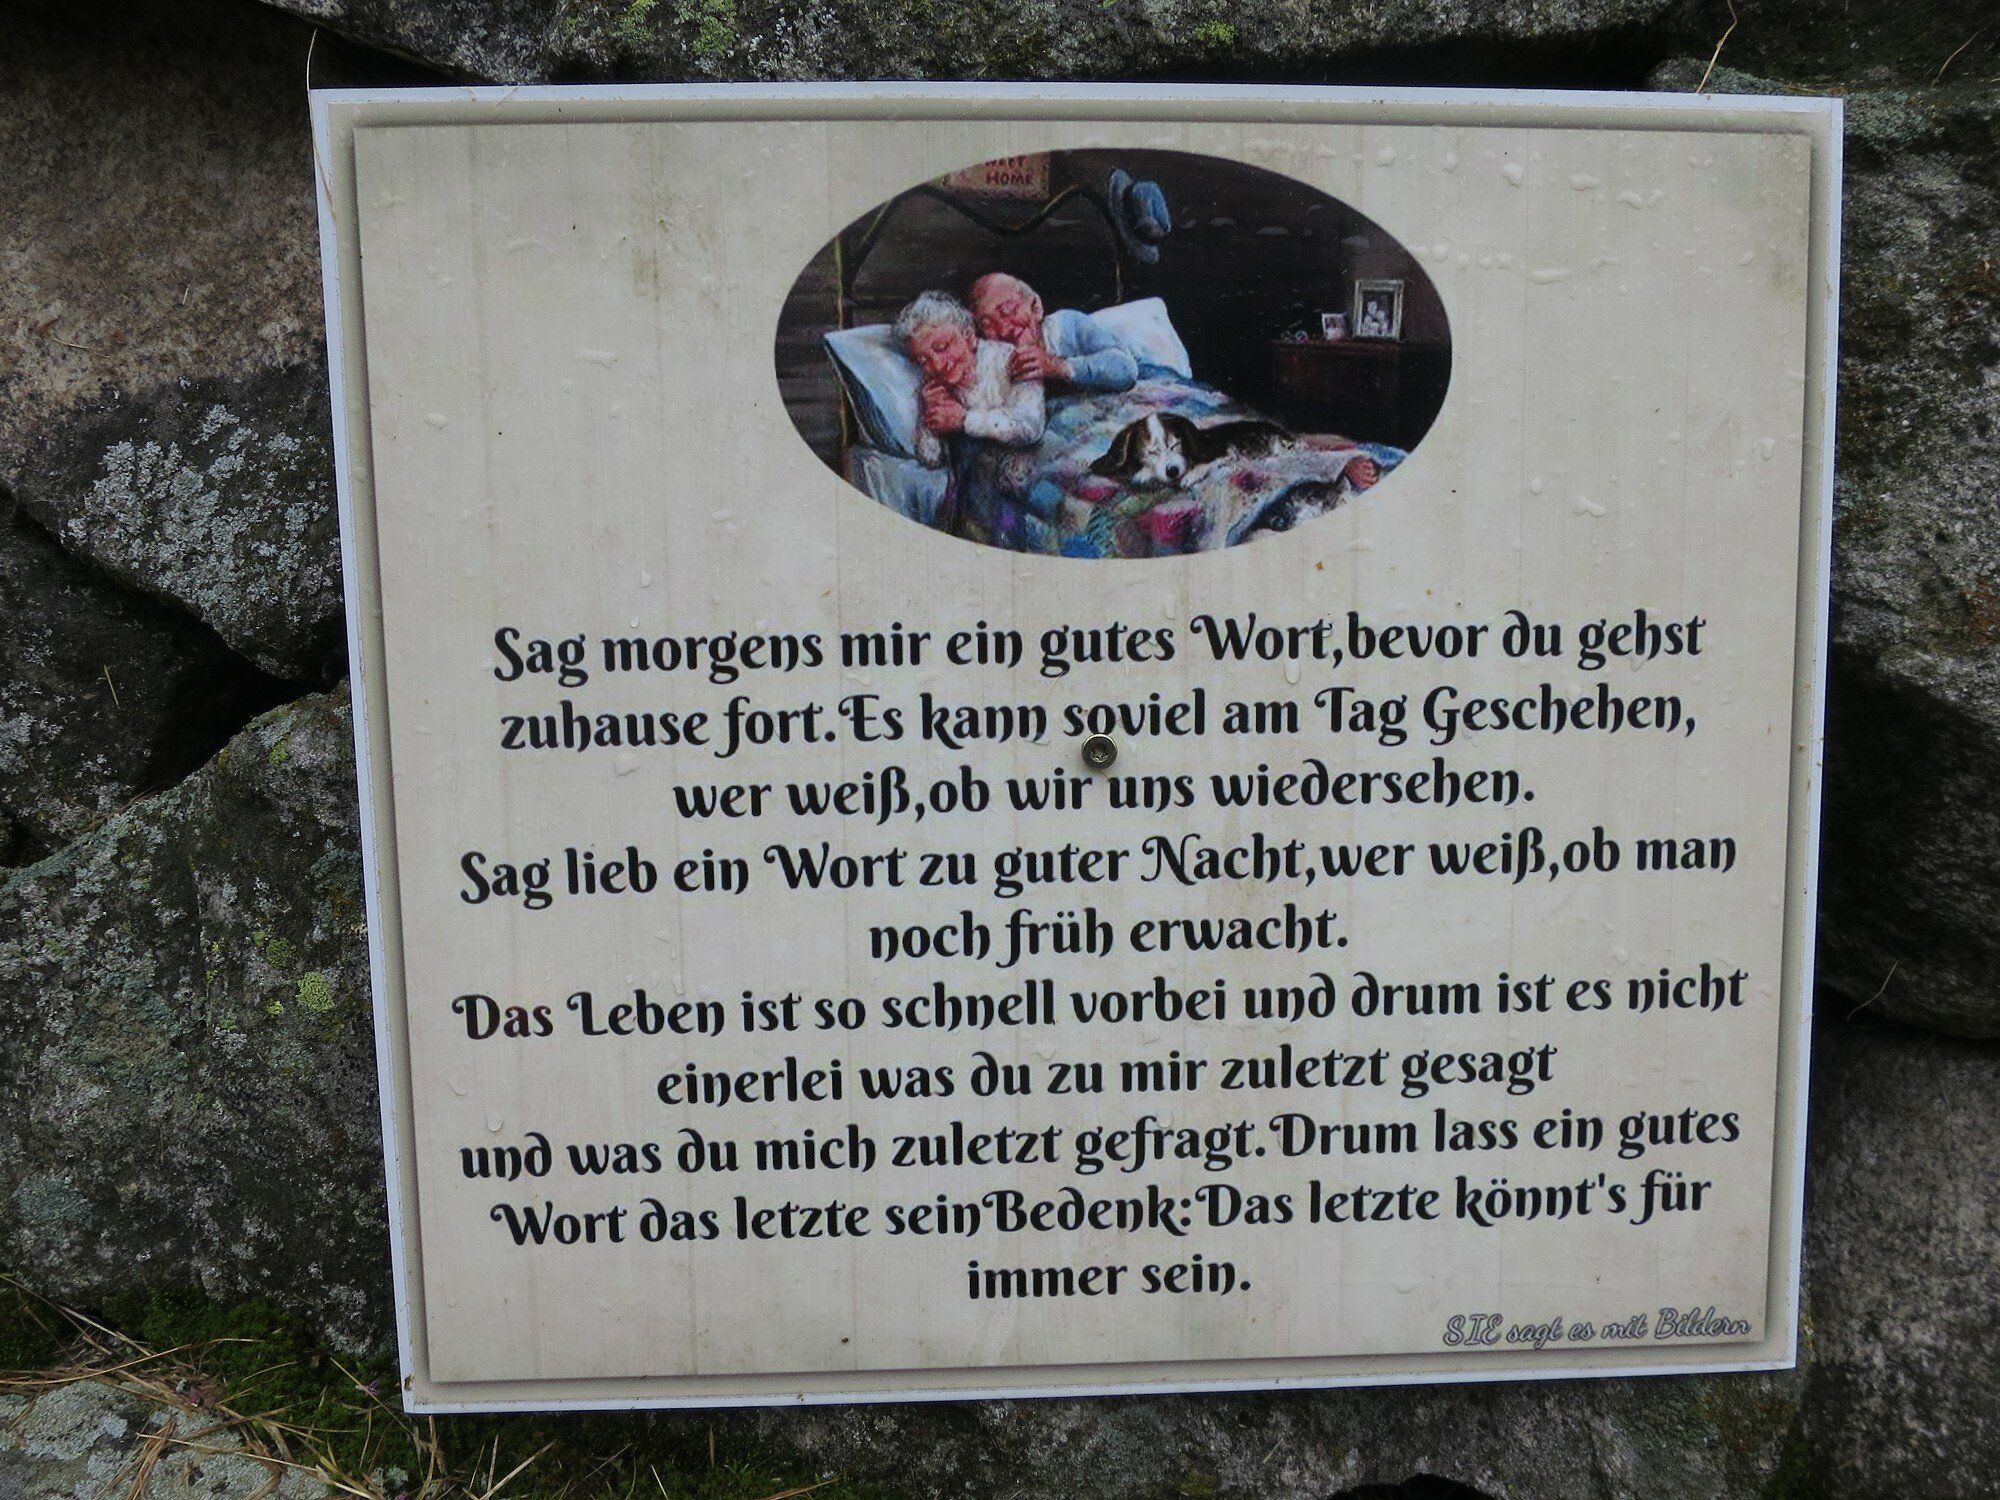 HOME
Sag morgens mir ein gutes Wort,bevor du gehst
zuhause fort.Es kann soviel am Tag Geschehen,
wer weiß,ob wir uns wiedersehen.
Sag lieb ein Wort zu guter Nacht,wer weiß,ob man
noch früh erwacht.
Das Leben ist so schnell vorbei und drum ist es nicht
einerlei was du zu mir zuletzt gesagt
und was du mich zuletzt gefragt.Drum lass ein gutes
Wort das letzte seinBedenk:Das letzte könnt's für
immer sein.
SIE sagt es mit Bildern